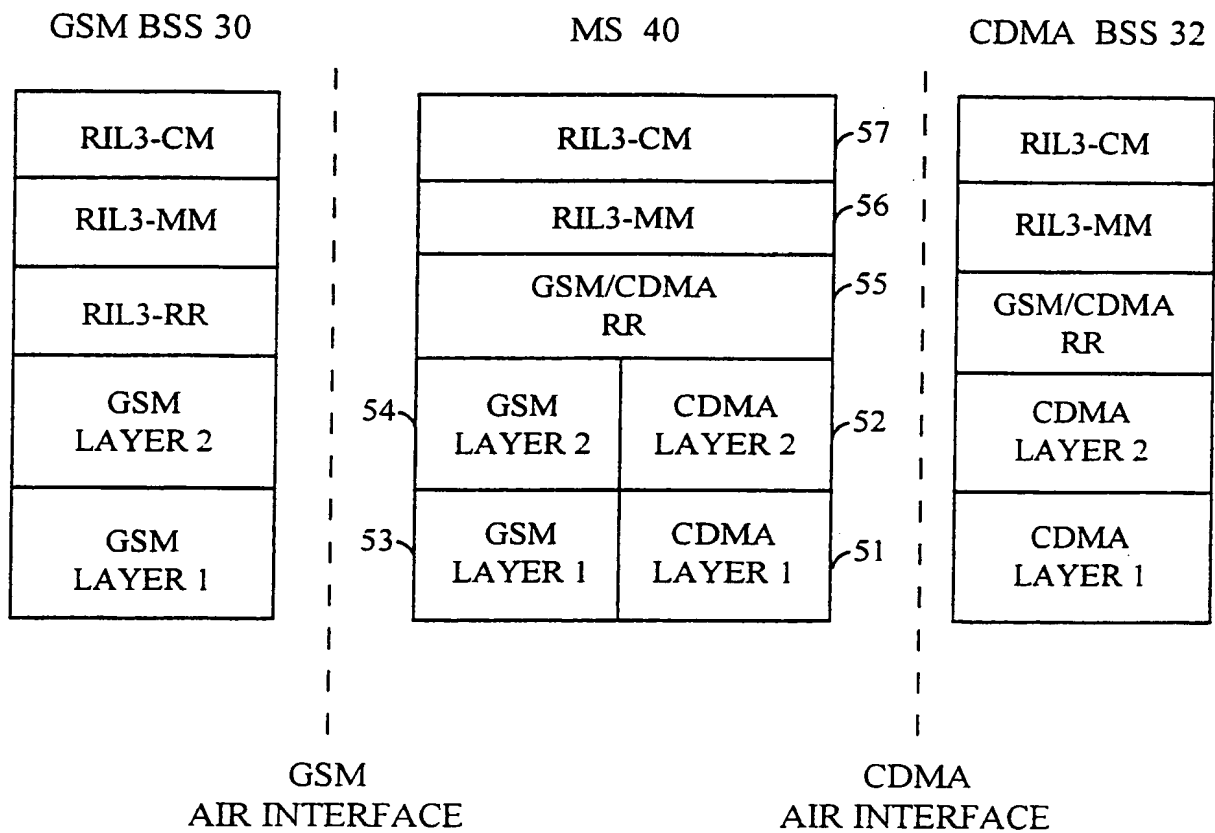 GSM BSS 30
MS 40
CDMA BSS 32
RIL3-CM
RIL3-MM
RIL3-RR
GSM
LAYER 2
GSM
LAYER 1
RIL3-CM
57
RIL3-MM
56
GSM/CDMA
RR
55
54
GSM
LAYER 2
CDMA
LAYER 2
52
53
GSM
LAYER 1
CDMA
LAYER 1
51
RIL3-CM
RIL3-MM
GSM/CDMA
RR
CDMA
LAYER 2
CDMA
LAYER 1
GSM
AIR INTERFACE
CDMA
AIR INTERFACE